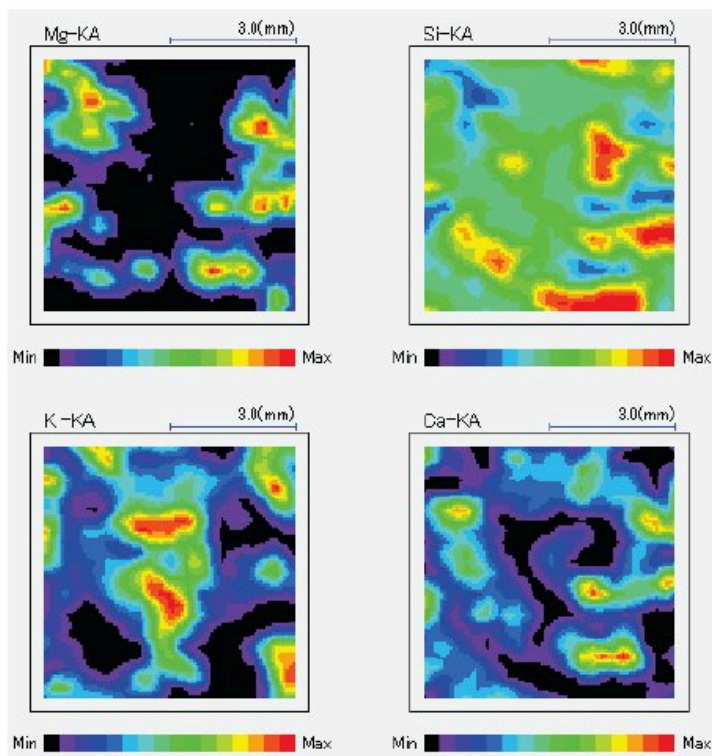 Mg-KA 3.0(mm)
Si-KA 3.0(mm)
Min Max
Min Max
K-KA 3.0(mm)
Ca-KA 3.0(mm)
Min Max
Min Max